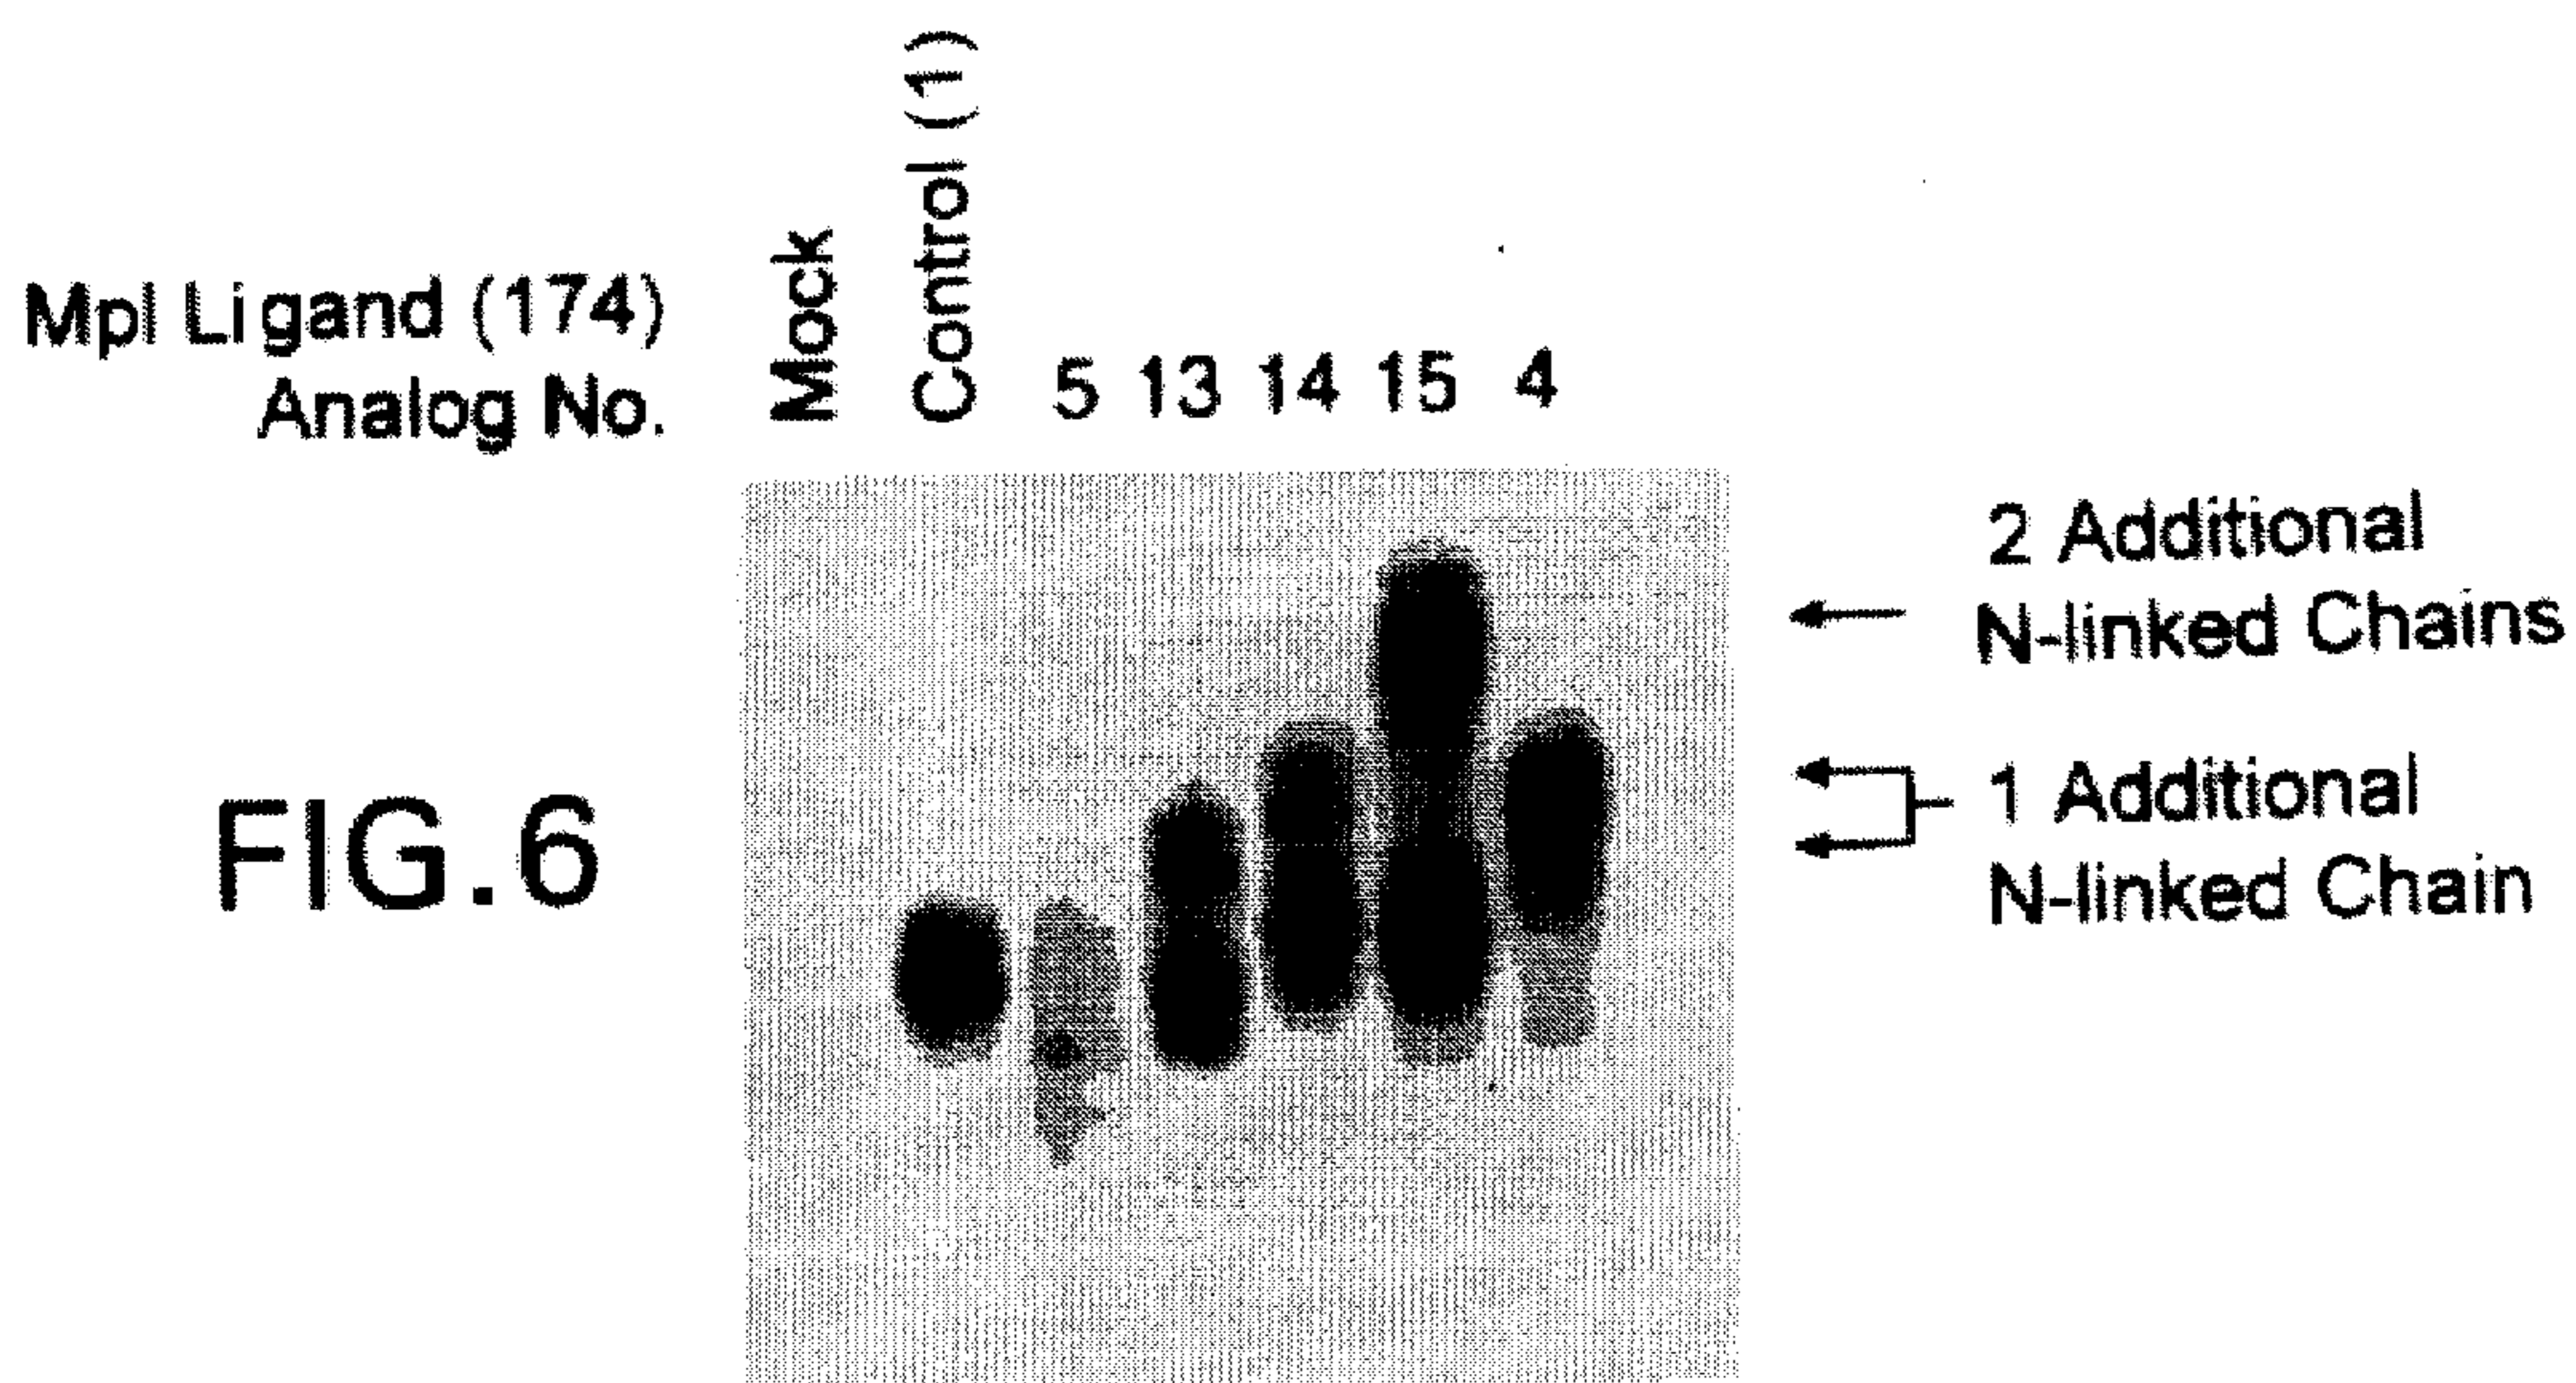 Mpl Ligand (174)
Analog No.
Mock
Control (1)
5 13 14 15 4
2 Additional
N-linked Chains
1 Additional
N-linked Chain
FIG.6